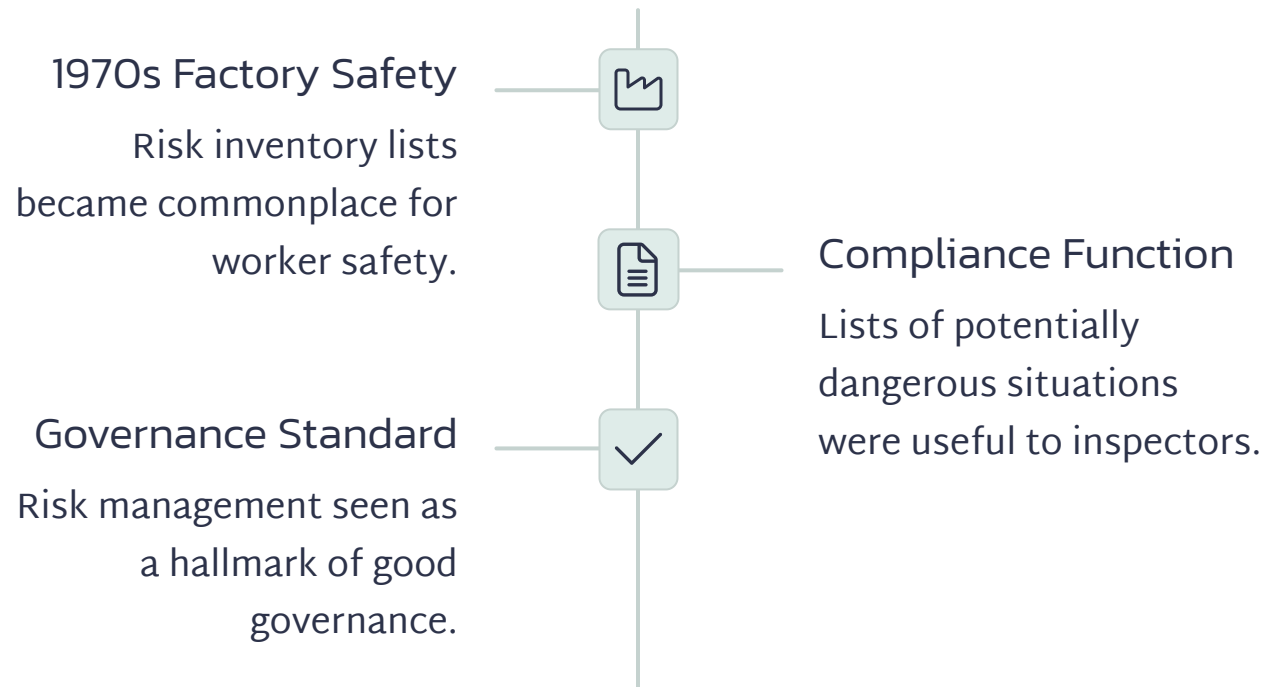 1970s Factory Safety
Risk inventory lists
became commonplace for
worker safety.
Compliance Function
Lists of potentially
dangerous situations
were useful to inspectors.
Governance Standard
Risk management seen as
a hallmark of good
governance.